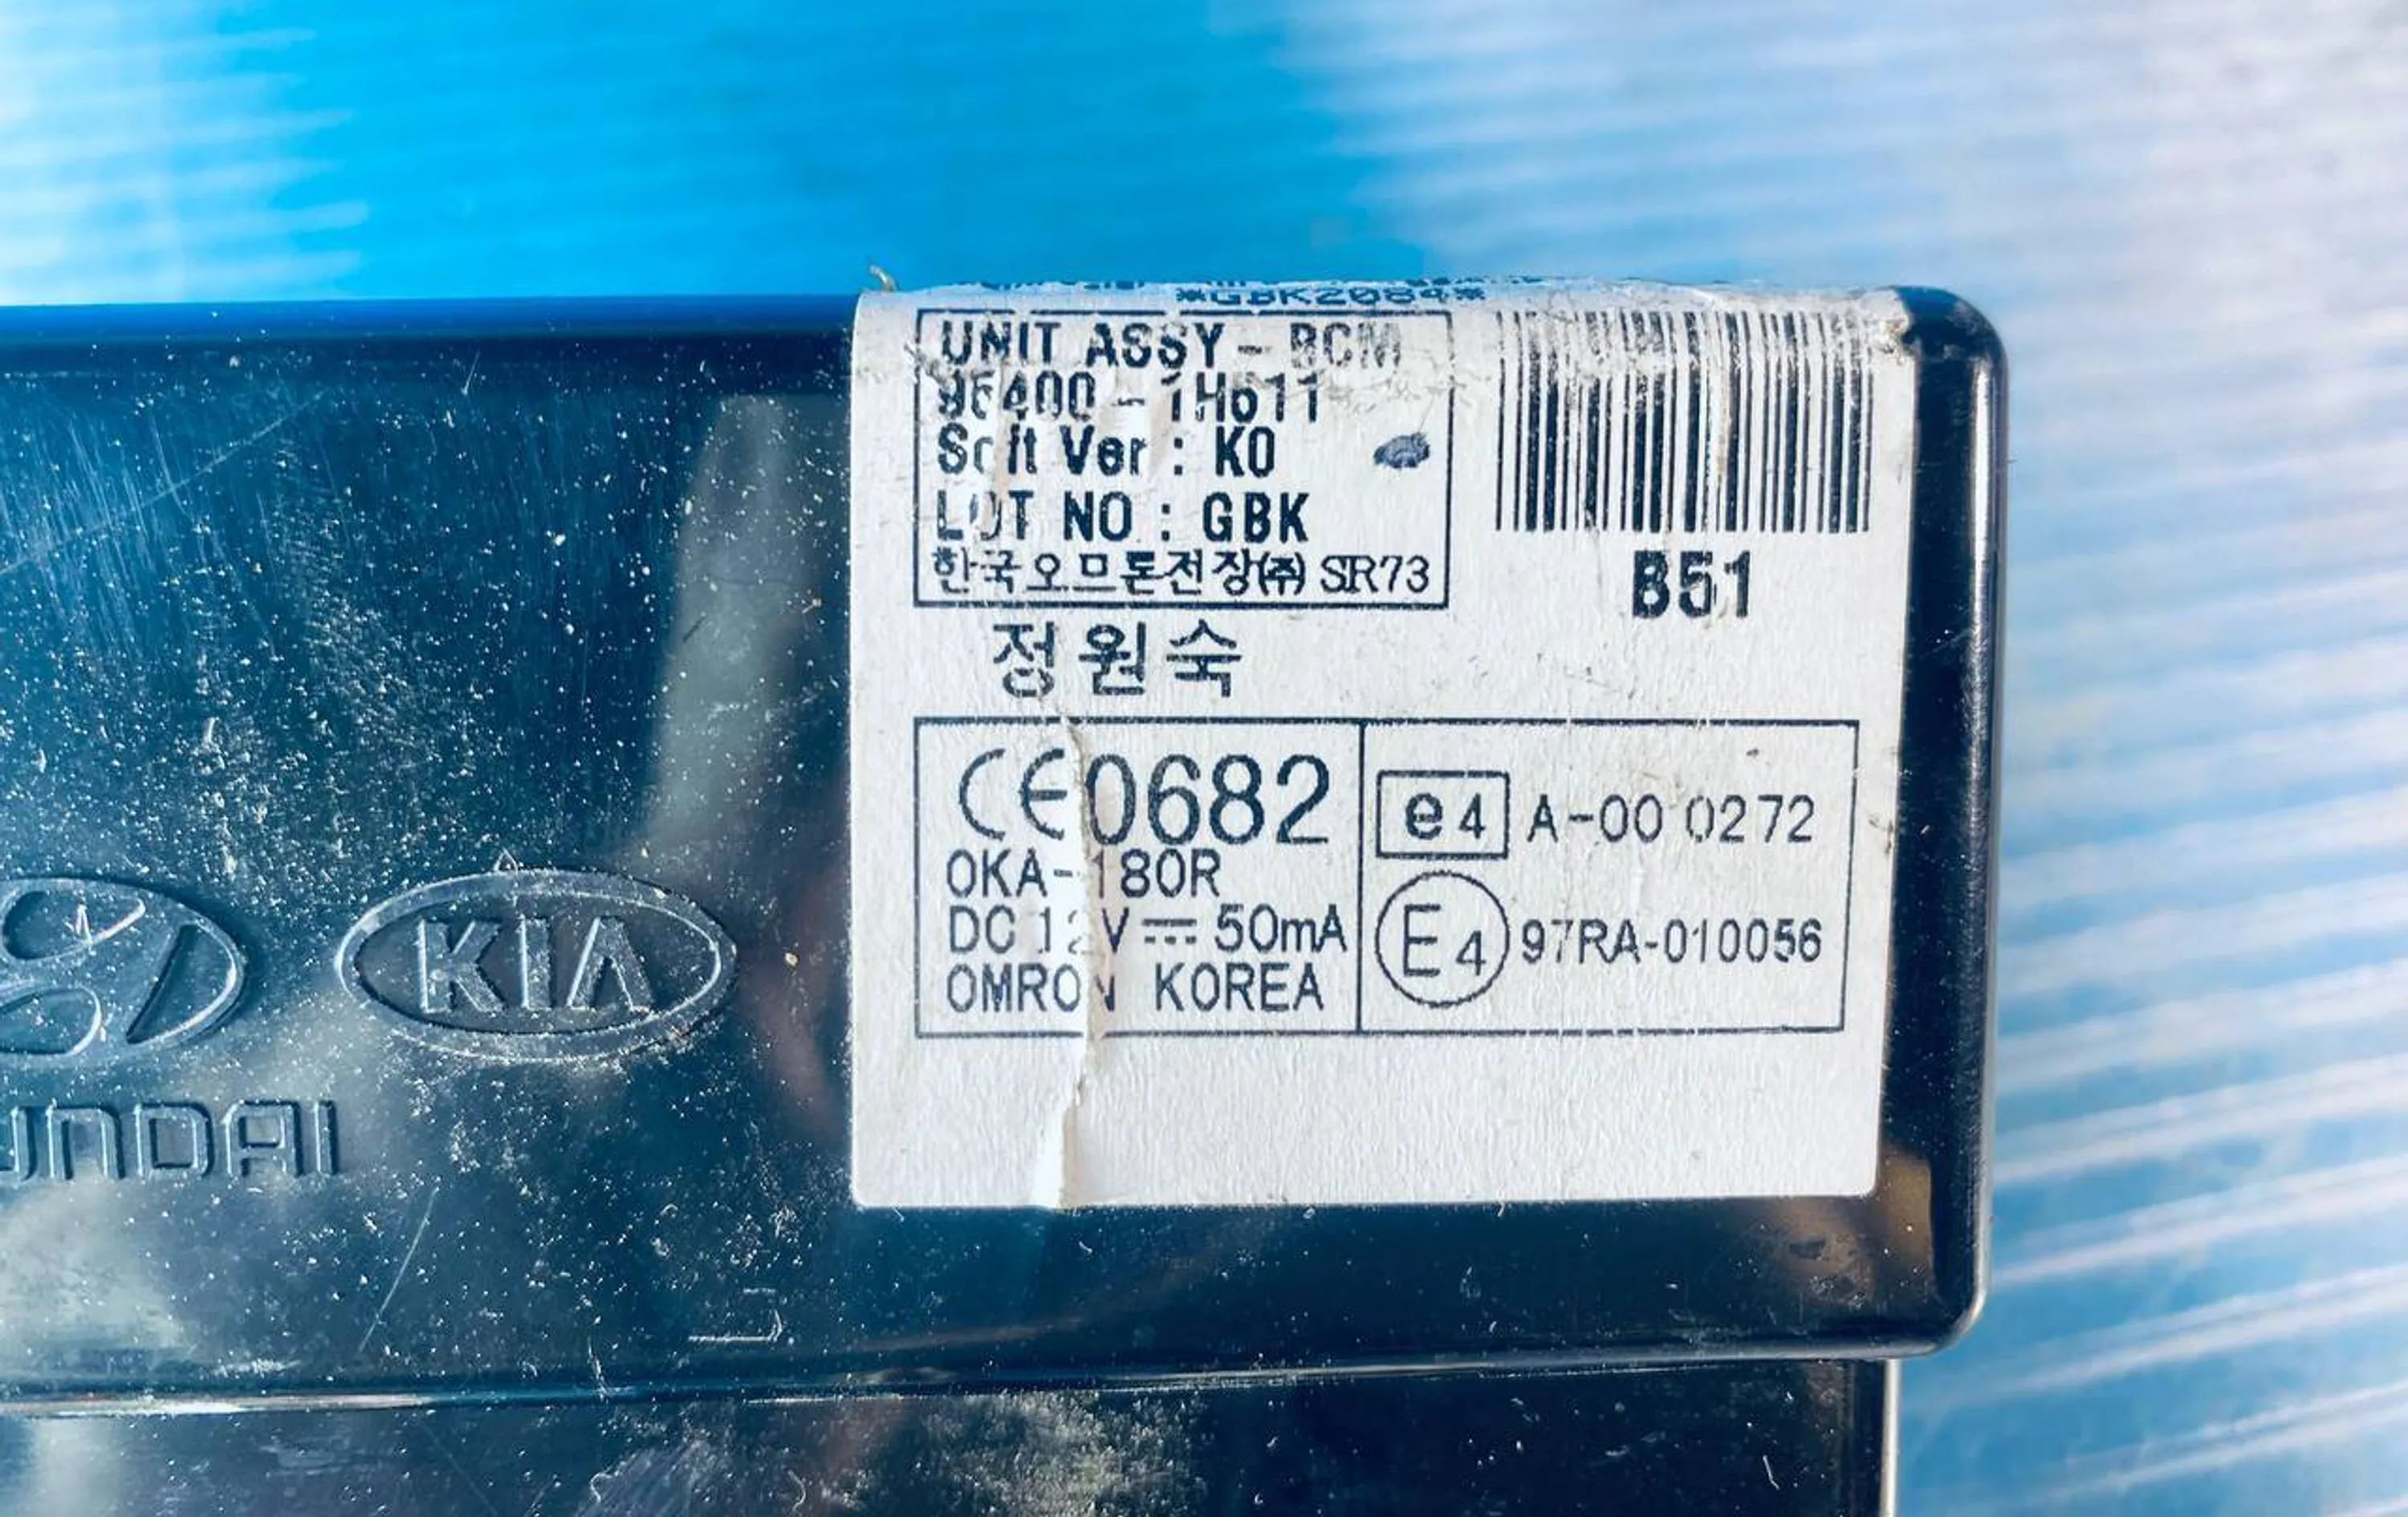 *GBK2084*
UNIT ASSY - BCM
95400 - 1H611
Soft Ver : K0
LOT NO : GBK
한국오므론전장(주) SIR73
B51
정원숙
CE0682
OKA-180R
DC 12V 50mA
OMRON KOREA
e4 A-00 0272
E4 97RA-010056
KIA